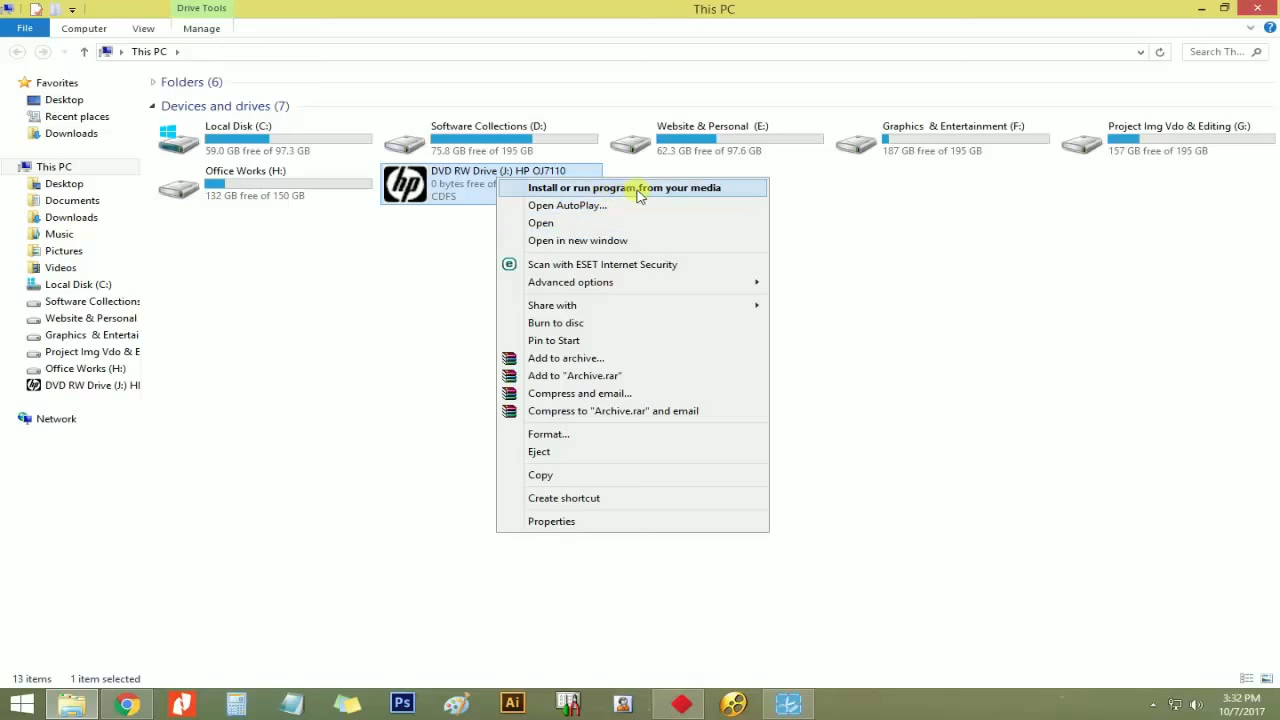 Drive Tools
This PC
File
Computer
View
Manage
This PC
Search Th...
Favorites
Desktop
Recent places
Downloads
This PC
Desktop
Documents
Downloads
Music
Pictures
Videos
Local Disk (C:)
Software Collections
Website & Personal
Graphics & Entertai
Project Img Vdo & E
Office Works (H:)
DVD RW Drive (J:) HI
Network
Folders (6)
Devices and drives (7)
Local Disk (C:)
59.0 GB free of 97.3 GB
Software Collections (D:)
75.8 GB free of 195 GB
Website & Personal (E:)
62.3 GB free of 97.6 GB
Graphics & Entertainment (F:)
187 GB free of 195 GB
Project Img Vdo & Editing (G:)
157 GB free of 195 GB
Office Works (H:)
132 GB free of 150 GB
hp
DVD RW Drive (J:) HP OJ7110
0 bytes free of
CDFS
Install or run program from your media
Open AutoPlay...
Open
Open in new window
Scan with ESET Internet Security
Advanced options
Share with
Burn to disc
Pin to Start
Add to archive...
Add to "Archive.rar"
Compress and email...
Compress to "Archive.rar" and email
Format...
Eject
Copy
Create shortcut
Properties
13 items
1 item selected
Ps
Ai
3:32 PM
10/7/2017